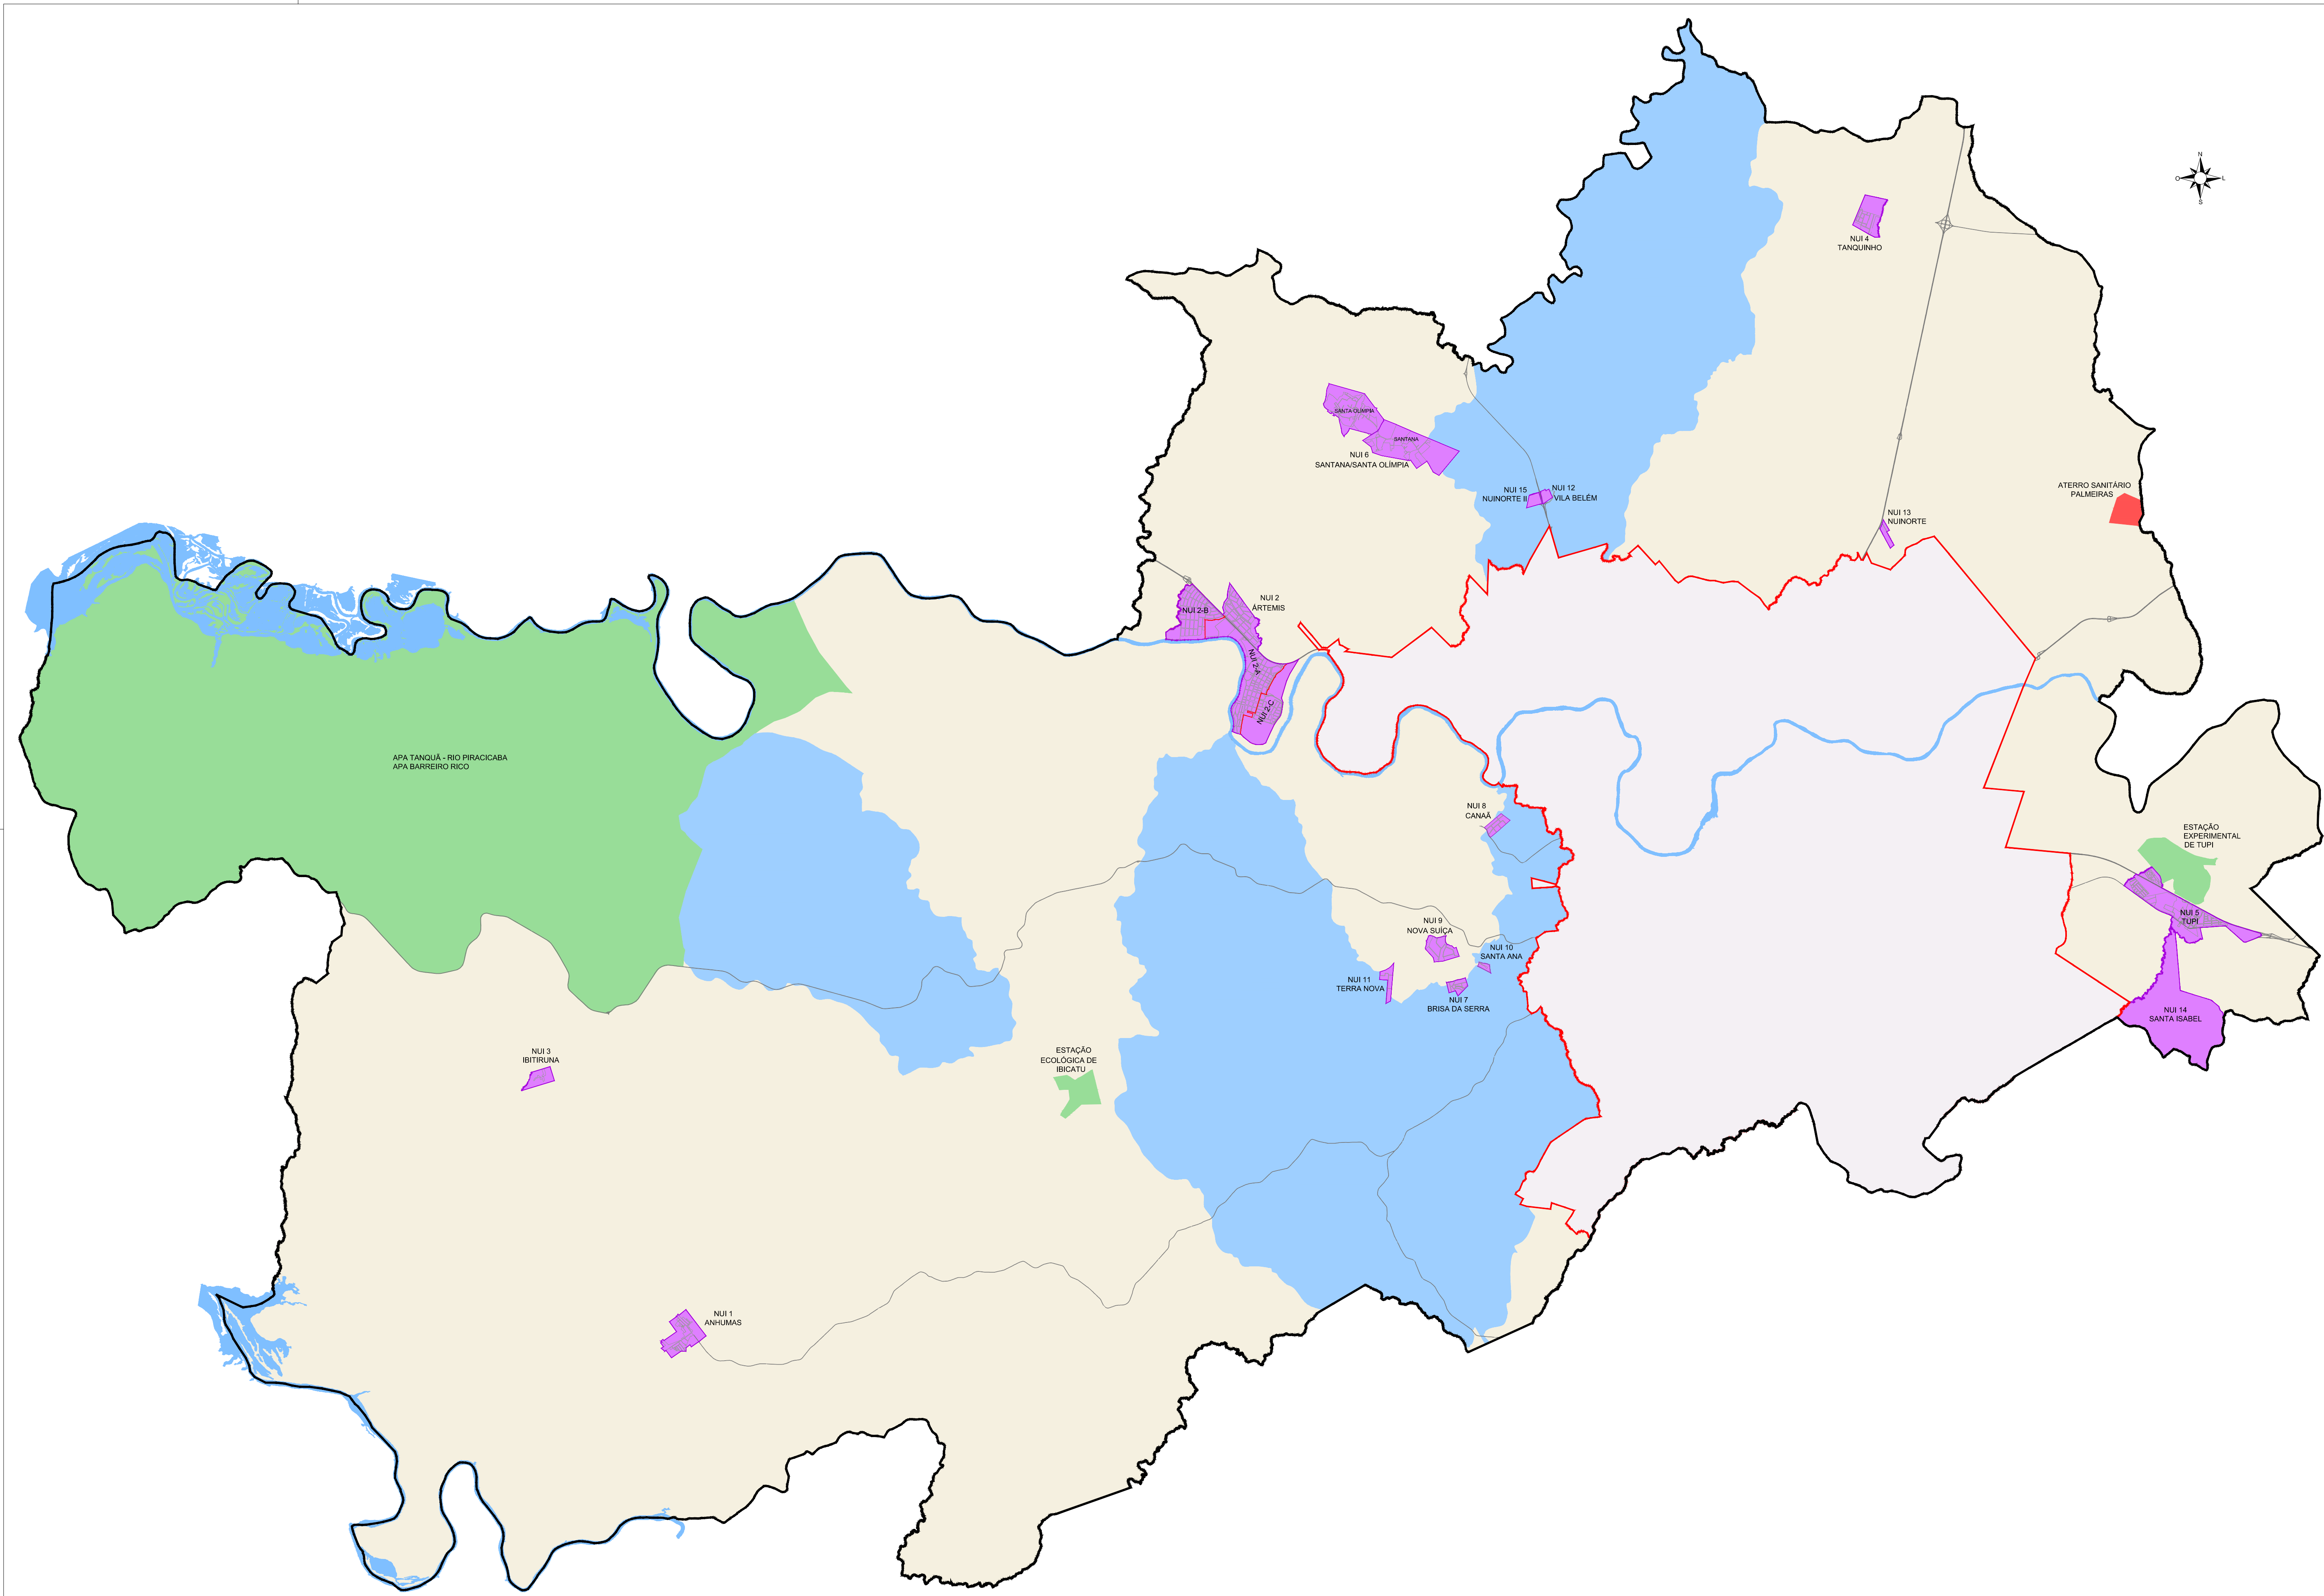 N
O
L
S
NUI 4
TANQUINHO
SANTA OLÍMPIA
SANTANA
NUI 6
SANTANA/SANTA OLÍMPIA
NUI 15
NUINORTE II
NUI 12
VILA BELÉM
ATERRO SANITÁRIO
PALMEIRAS
NUI 13
NUINORTE
NUI 2
ÁRTEMIS
NUI 2-B
NUI 2-A
NUI 2-C
APA TANQUÃ - RIO PIRACICABA
APA BARREIRO RICO
NUI 8
CANAÃ
ESTAÇÃO
EXPERIMENTAL
DE TUPI
NUI 5
TUPI
NUI 9
NOVA SUÍÇA
NUI 10
SANTA ANA
NUI 11
TERRA NOVA
NUI 7
BRISA DA SERRA
NUI 14
SANTA ISABEL
NUI 3
IBITIRUNA
ESTAÇÃO
ECOLÓGICA DE
IBICATU
NUI 1
ANHUMAS